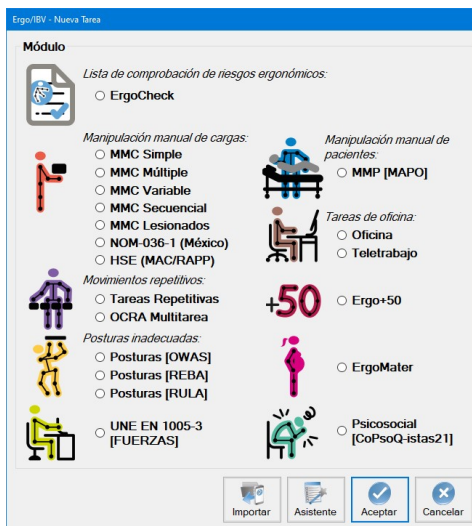 Ergo/IBV - Nueva Tarea
Módulo
Lista de comprobación de riesgos ergonómicos:
ErgoCheck
Manipulación manual de cargas:
MMC Simple
MMC Múltiple
MMC Variable
MMC Secuencial
MMC Lesionados
NOM-036-1 (México)
HSE (MAC/RAPP)
Movimientos repetitivos:
Tareas Repetitivas
OCRA Multitarea
Posturas inadecuadas:
Posturas [OWAS]
Posturas [REBA]
Posturas [RULA]
UNE EN 1005-3
[FUERZAS]
Manipulación manual de
pacientes:
MMP [MAPO]
Tareas de oficina:
Oficina
Teletrabajo
+50
Ergo+50
ErgoMater
Psicosocial
[CoPsoQ-istas21]
Importar
Asistente
Aceptar
Cancelar